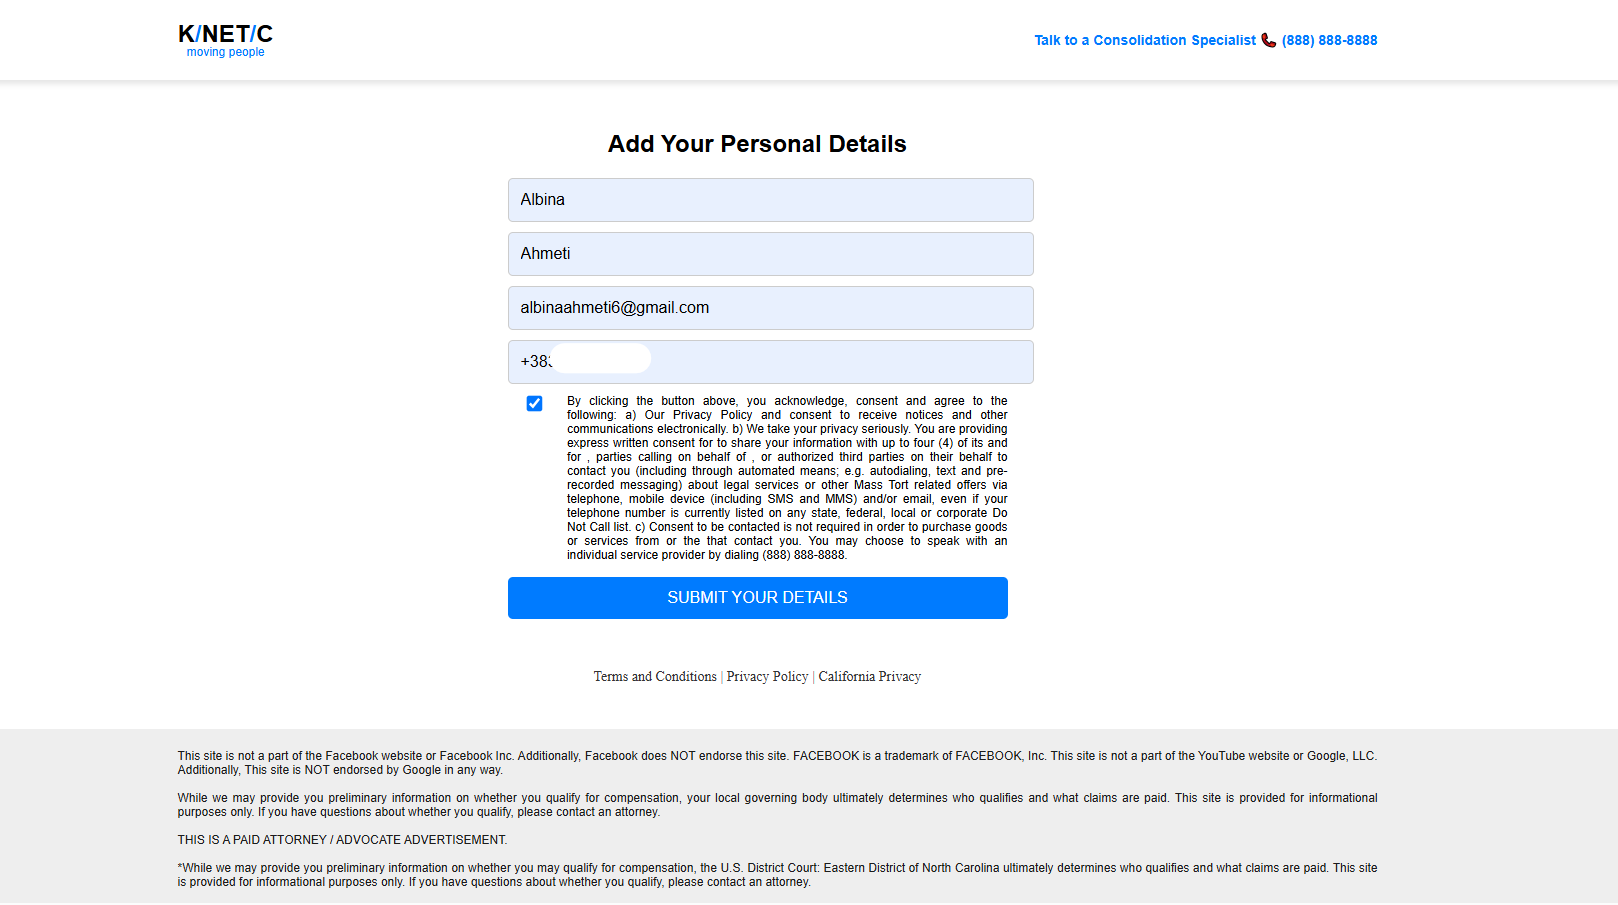 K/NET/C
moving people
Talk to a Consolidation Specialist 📞 (888) 888-8888
Add Your Personal Details
Albina
Ahmeti
albinaahmeti6@gmail.com
+383
By clicking the button above, you acknowledge, consent and agree to the
following: a) Our Privacy Policy and consent to receive notices and other
communications electronically. b) We take your privacy seriously. You are providing
express written consent for to share your information with up to four (4) of its and
for , parties calling on behalf of , or authorized third parties on their behalf to
contact you (including through automated means; e.g. autodialing, text and pre-
recorded messaging) about legal services or other Mass Tort related offers via
telephone, mobile device (including SMS and MMS) and/or email, even if your
telephone number is currently listed on any state, federal, local or corporate Do
Not Call list. c) Consent to be contacted is not required in order to purchase goods
or services from or the that contact you. You may choose to speak with an
individual service provider by dialing (888) 888-8888.
SUBMIT YOUR DETAILS
Terms and Conditions | Privacy Policy | California Privacy
This site is not a part of the Facebook website or Facebook Inc. Additionally, Facebook does NOT endorse this site. FACEBOOK is a trademark of FACEBOOK, Inc. This site is not a part of the YouTube website or Google, LLC.
Additionally, This site is NOT endorsed by Google in any way.
While we may provide you preliminary information on whether you qualify for compensation, your local governing body ultimately determines who qualifies and what claims are paid. This site is provided for informational
purposes only. If you have questions about whether you qualify, please contact an attorney.
THIS IS A PAID ATTORNEY / ADVOCATE ADVERTISEMENT.
*While we may provide you preliminary information on whether you may qualify for compensation, the U.S. District Court: Eastern District of North Carolina ultimately determines who qualifies and what claims are paid. This site
is provided for informational purposes only. If you have questions about whether you qualify, please contact an attorney.